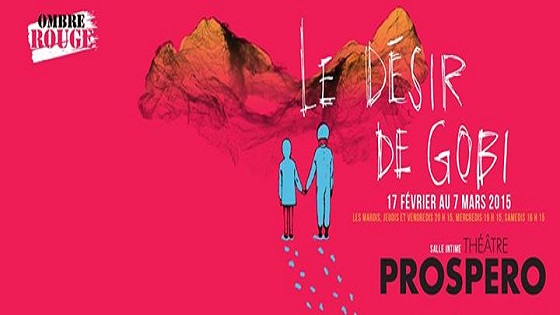 OMBRE
ROUGE
LE DÉSIR
DE GOBI
17 FÉVRIER AU 7 MARS 2015
LES MARDIS, JEUDIS ET VENDREDIS 20 H 15, MERCREDIS 19 H 15, SAMEDIS 16 H 15
SALLE INTIME THÉÂTRE
PROSPERO